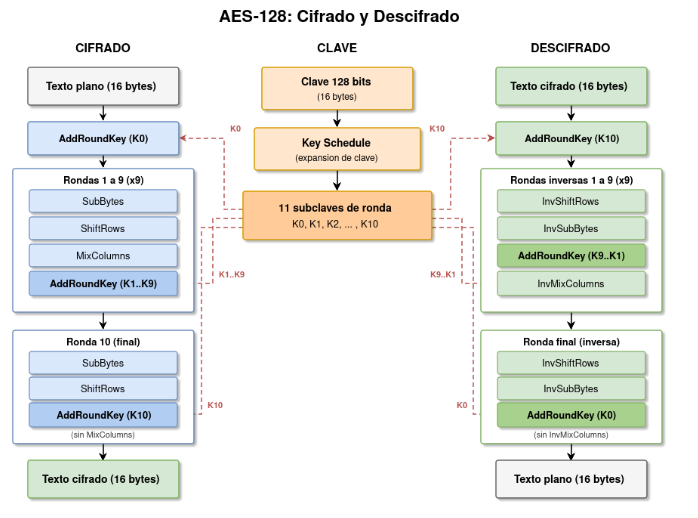 AES-128: Cifrado y Descifrado
CIFRADO
Texto plano (16 bytes)
AddRoundKey (K0)
Rondas 1 a 9 (x9)
SubBytes
ShiftRows
MixColumns
AddRoundKey (K1..K9)
Ronda 10 (final)
SubBytes
ShiftRows
AddRoundKey (K10)
(sin MixColumns)
Texto cifrado (16 bytes)
CLAVE
Clave 128 bits
(16 bytes)
Key Schedule
(expansion de clave)
11 subclaves de ronda
K0, K1, K2, ... , K10
K0
K10
K1..K9
K9..K1
K10
K0
DESCIFRADO
Texto cifrado (16 bytes)
AddRoundKey (K10)
Rondas inversas 1 a 9 (x9)
InvShiftRows
InvSubBytes
AddRoundKey (K9..K1)
InvMixColumns
Ronda final (inversa)
InvShiftRows
InvSubBytes
AddRoundKey (K0)
(sin InvMixColumns)
Texto plano (16 bytes)